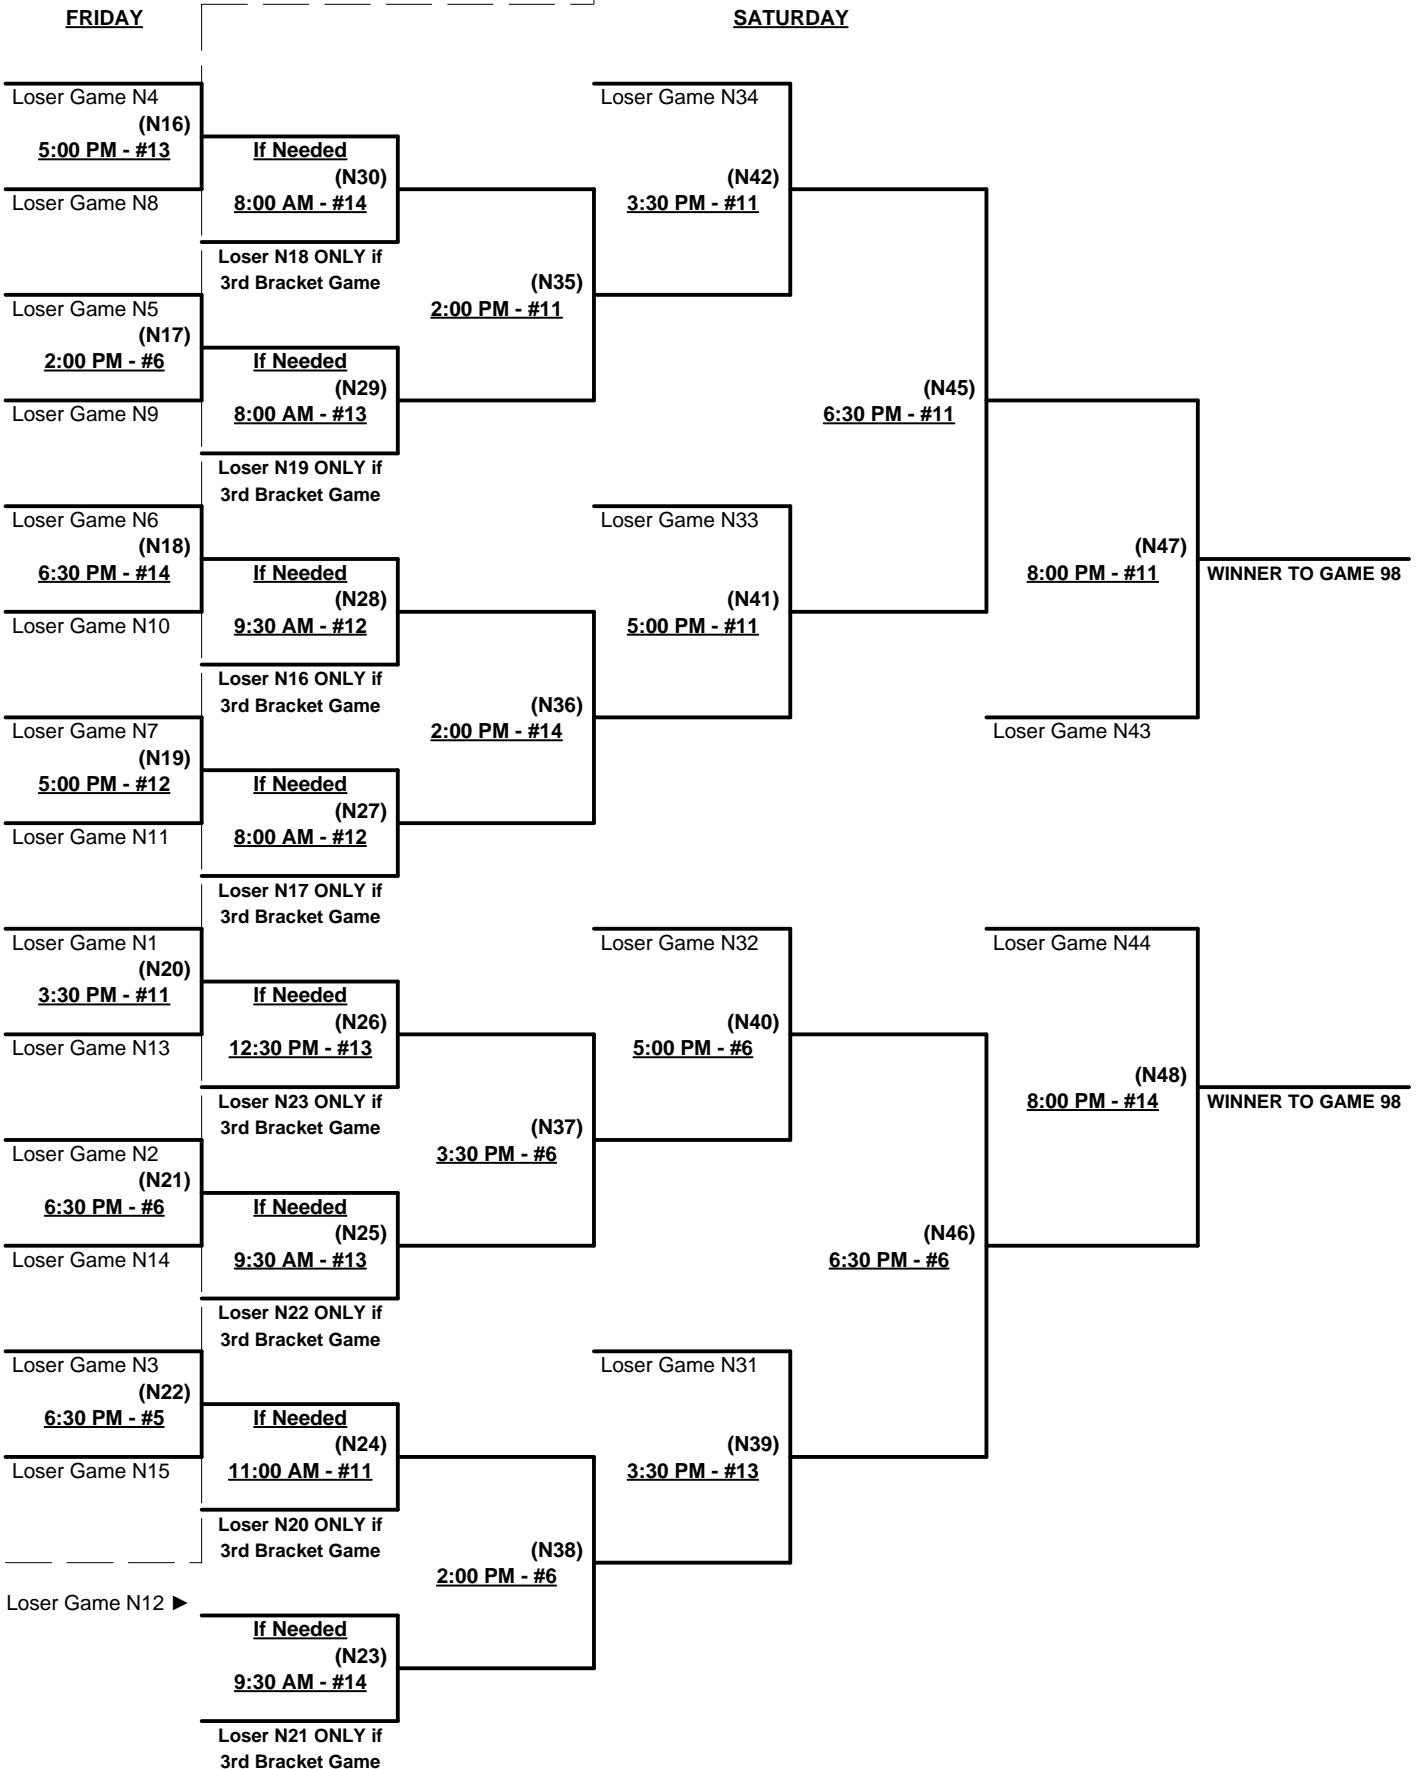 FRIDAY
SATURDAY
Loser Game N4
(N16)
5:00 PM - #13
Loser Game N8
If Needed
(N30)
8:00 AM - #14
Loser N18 ONLY if
3rd Bracket Game
Loser Game N5
(N17)
2:00 PM - #6
Loser Game N9
If Needed
(N29)
8:00 AM - #13
Loser N19 ONLY if
3rd Bracket Game
(N35)
2:00 PM - #11
Loser Game N34
(N42)
3:30 PM - #11
Loser Game N6
(N18)
6:30 PM - #14
Loser Game N10
If Needed
(N28)
9:30 AM - #12
Loser N16 ONLY if
3rd Bracket Game
Loser Game N7
(N19)
5:00 PM - #12
Loser Game N11
If Needed
(N27)
8:00 AM - #12
Loser N17 ONLY if
3rd Bracket Game
(N36)
2:00 PM - #14
Loser Game N33
(N41)
5:00 PM - #11
(N45)
6:30 PM - #11
(N47)
8:00 PM - #11
Loser Game N43
WINNER TO GAME 98
Loser Game N1
(N20)
3:30 PM - #11
Loser Game N13
If Needed
(N26)
12:30 PM - #13
Loser N23 ONLY if
3rd Bracket Game
Loser Game N2
(N21)
6:30 PM - #6
Loser Game N14
If Needed
(N25)
9:30 AM - #13
Loser N22 ONLY if
3rd Bracket Game
(N37)
3:30 PM - #6
Loser Game N32
(N40)
5:00 PM - #6
Loser Game N3
(N22)
6:30 PM - #5
Loser Game N15
If Needed
(N24)
11:00 AM - #11
Loser N20 ONLY if
3rd Bracket Game
Loser Game N12 ►
If Needed
(N23)
9:30 AM - #14
Loser N21 ONLY if
3rd Bracket Game
(N38)
2:00 PM - #6
Loser Game N31
(N39)
3:30 PM - #13
(N46)
6:30 PM - #6
Loser Game N44
(N48)
8:00 PM - #14
WINNER TO GAME 98